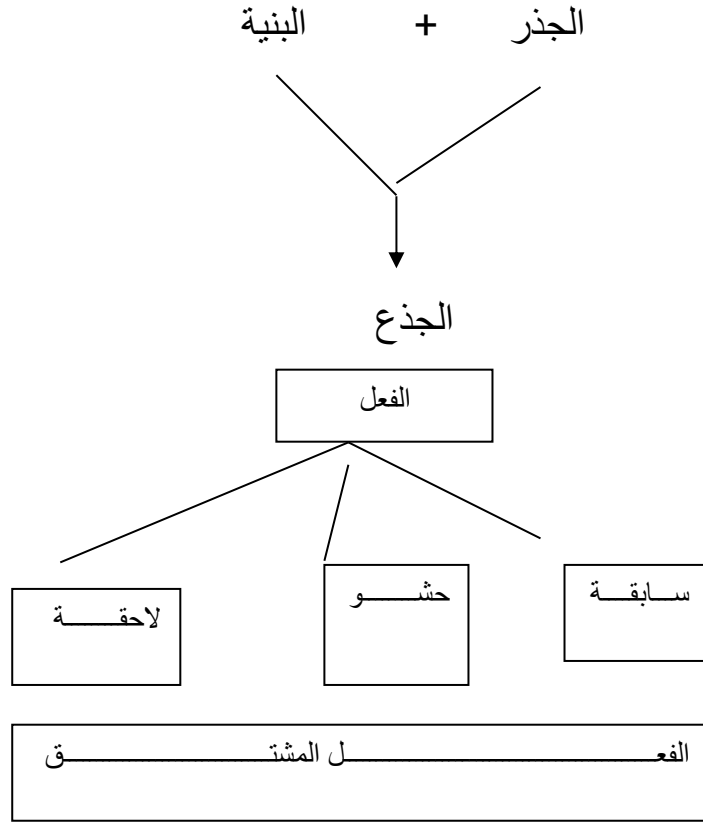 الجذر + البنية
الجذع
الفعل
سابقة حشو لاحقة
الفعل المشتق